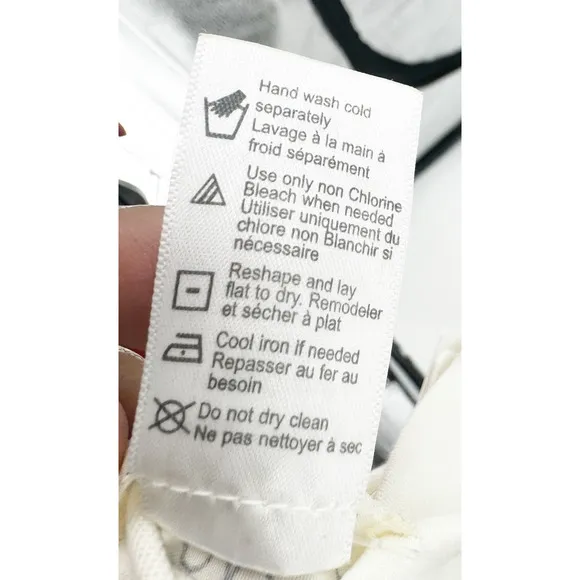 Hand wash cold
separately
Lavage à la main à
froid séparément
Use only non Chlorine
Bleach when needed
Utiliser uniquement du
chlore non Blanchir si
nécessaire
Reshape and lay
flat to dry. Remodeler
et sécher à plat
Cool iron if needed
Repasser au fer au
besoin
Do not dry clean
Ne pas nettoyer à sec